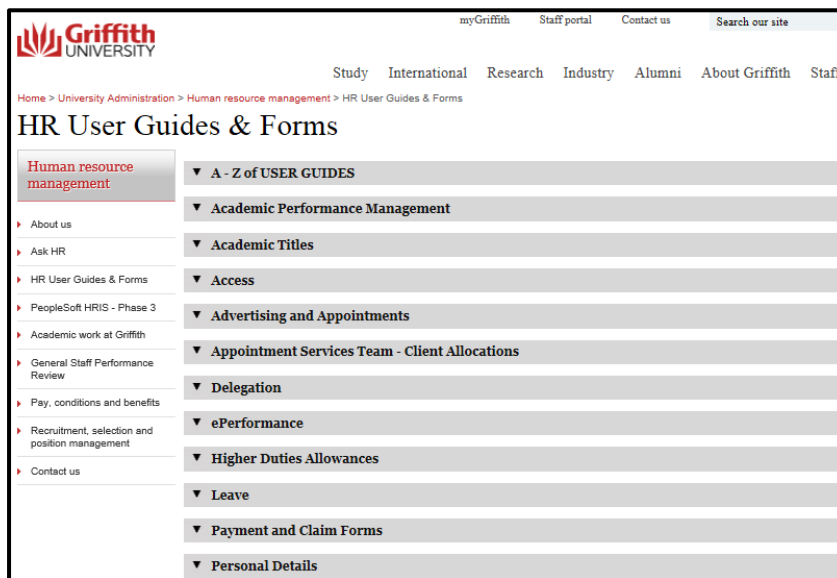 Griffith
UNIVERSITY
myGriffith Staff portal Contact us Search our site
Study International Research Industry Alumni About Griffith Staff
Home > University Administration > Human resource management > HR User Guides & Forms
HR User Guides & Forms
Human resource
management
About us
Ask HR
HR User Guides & Forms
PeopleSoft HRIS - Phase 3
Academic work at Griffith
General Staff Performance
Review
Pay, conditions and benefits
Recruitment, selection and
position management
Contact us
A - Z of USER GUIDES
Academic Performance Management
Academic Titles
Access
Advertising and Appointments
Appointment Services Team - Client Allocations
Delegation
ePerformance
Higher Duties Allowances
Leave
Payment and Claim Forms
Personal Details